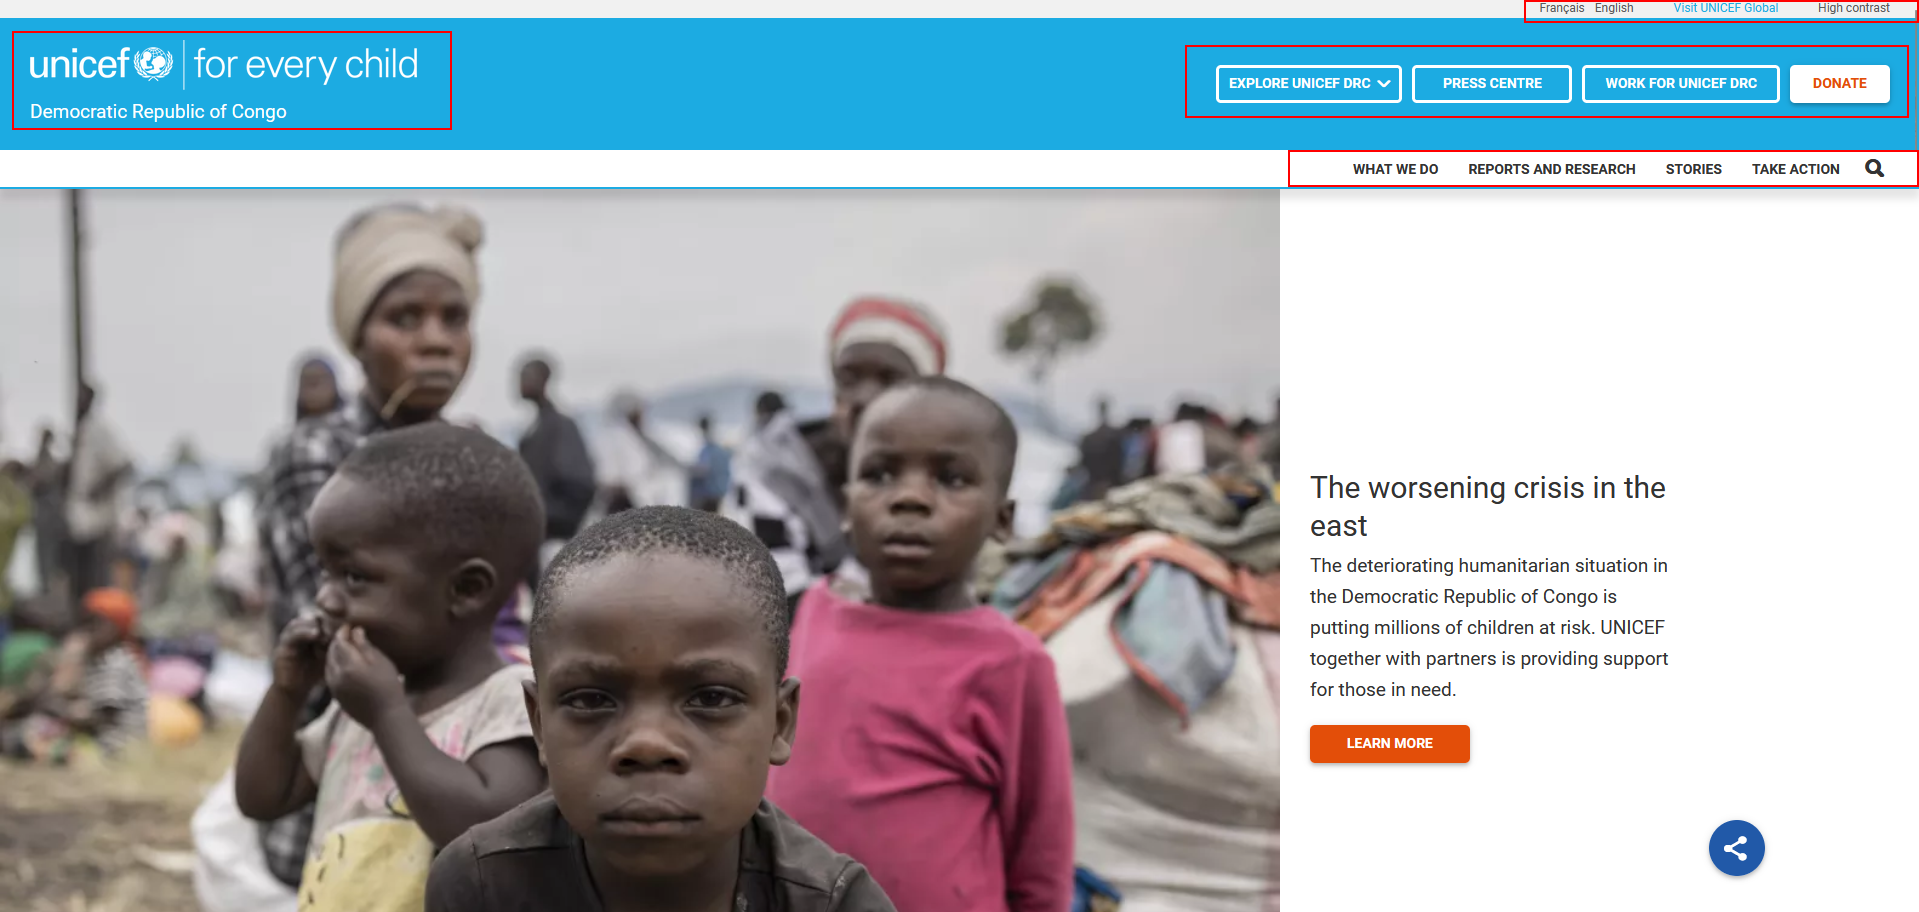 Français English Visit UNICEF Global High contrast
unicef for every child
Democratic Republic of Congo
EXPLORE UNICEF DRC PRESS CENTRE WORK FOR UNICEF DRC DONATE
WHAT WE DO REPORTS AND RESEARCH STORIES TAKE ACTION
The worsening crisis in the
east
The deteriorating humanitarian situation in
the Democratic Republic of Congo is
putting millions of children at risk. UNICEF
together with partners is providing support
for those in need.
LEARN MORE